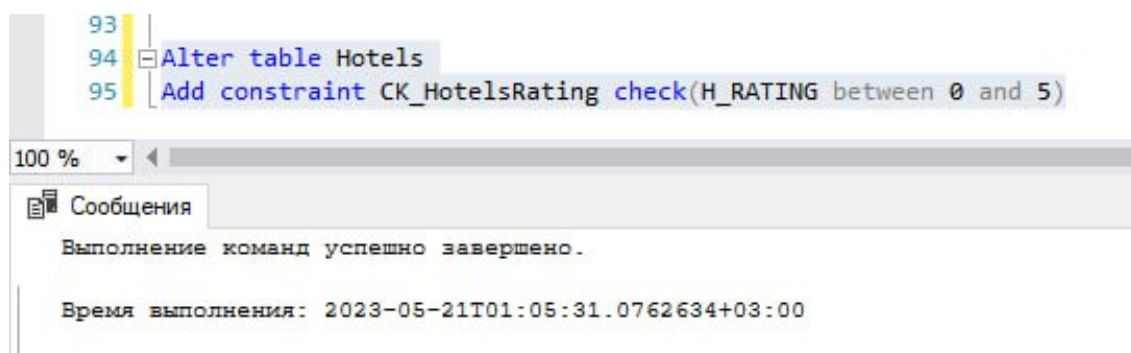 93
94 Alter table Hotels
95 Add constraint CK_HotelsRating check(H_RATING between 0 and 5)
100 %
Сообщения
Выполнение команд успешно завершено.
Время выполнения: 2023-05-21T01:05:31.0762634+03:00